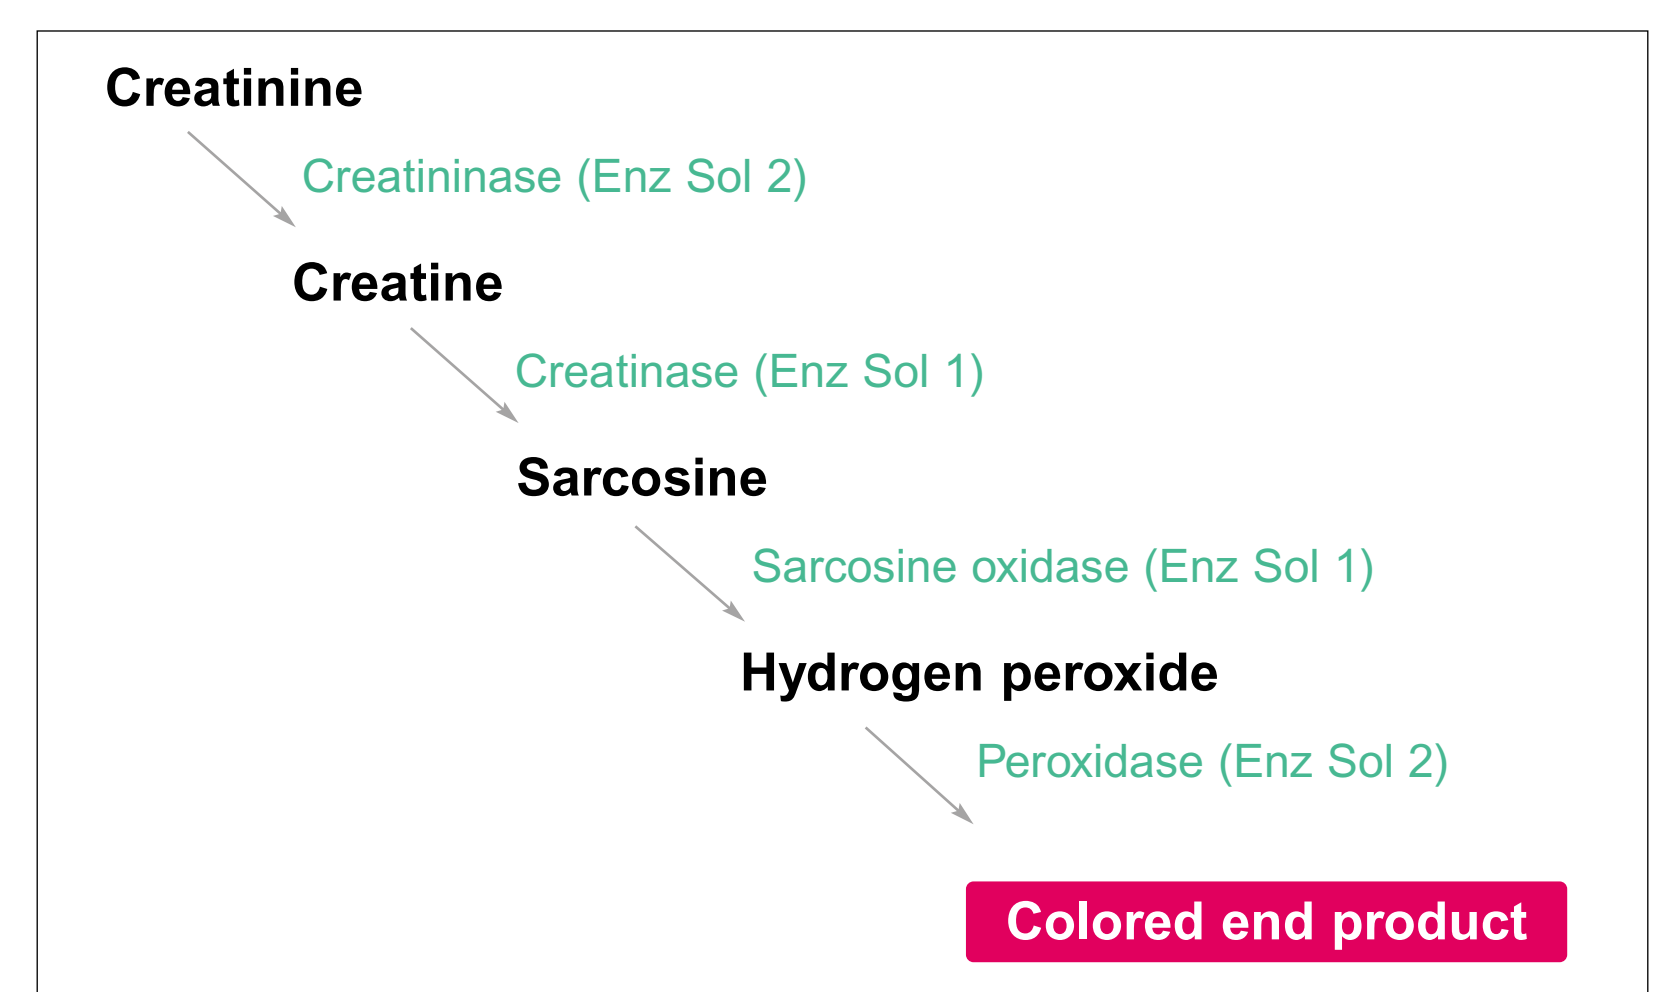 Creatinine
Creatininase (Enz Sol 2)
Creatine
Creatinase (Enz Sol 1)
Sarcosine
Sarcosine oxidase (Enz Sol 1)
Hydrogen peroxide
Peroxidase (Enz Sol 2)
Colored end product